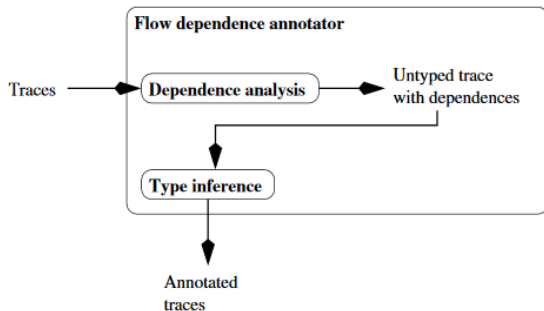 Flow dependence annotator
Traces
Dependence analysis
Untyped trace
with dependences
Type inference
Annotated
traces